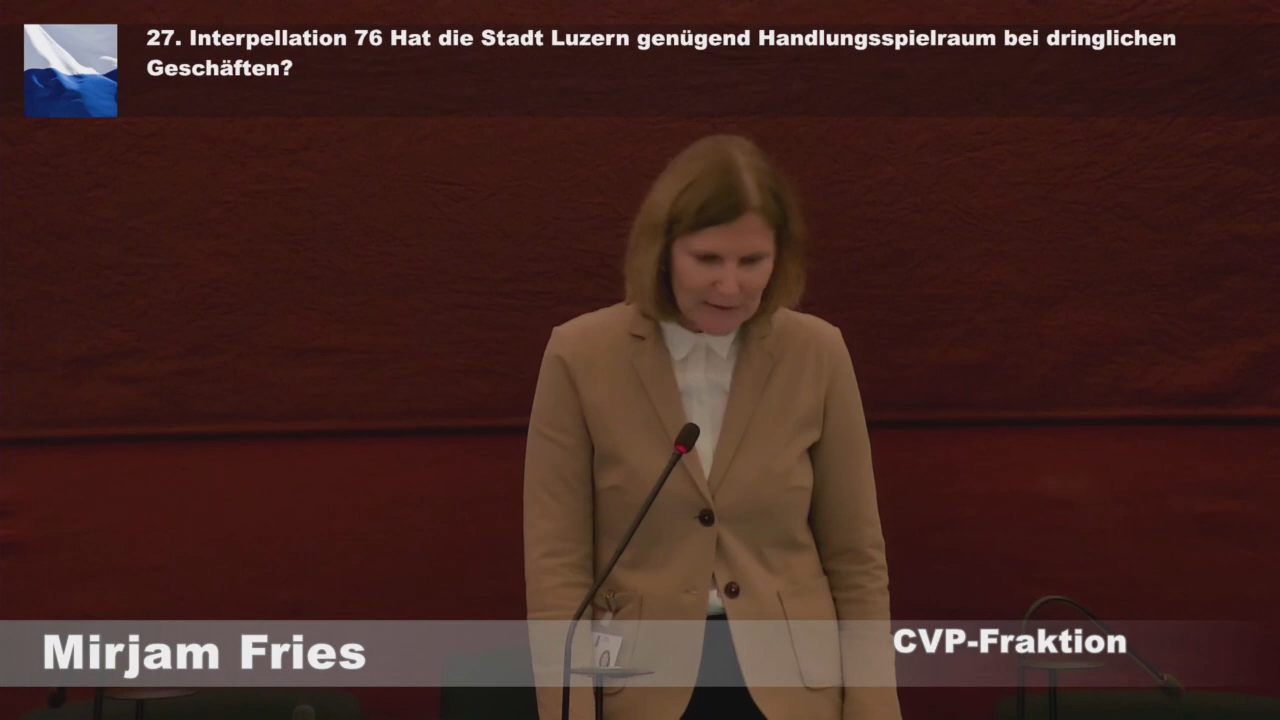 27. Interpellation 76 Hat die Stadt Luzern genügend Handlungsspielraum bei dringlichen
Geschäften?
Mirjam Fries
CVP-Fraktion